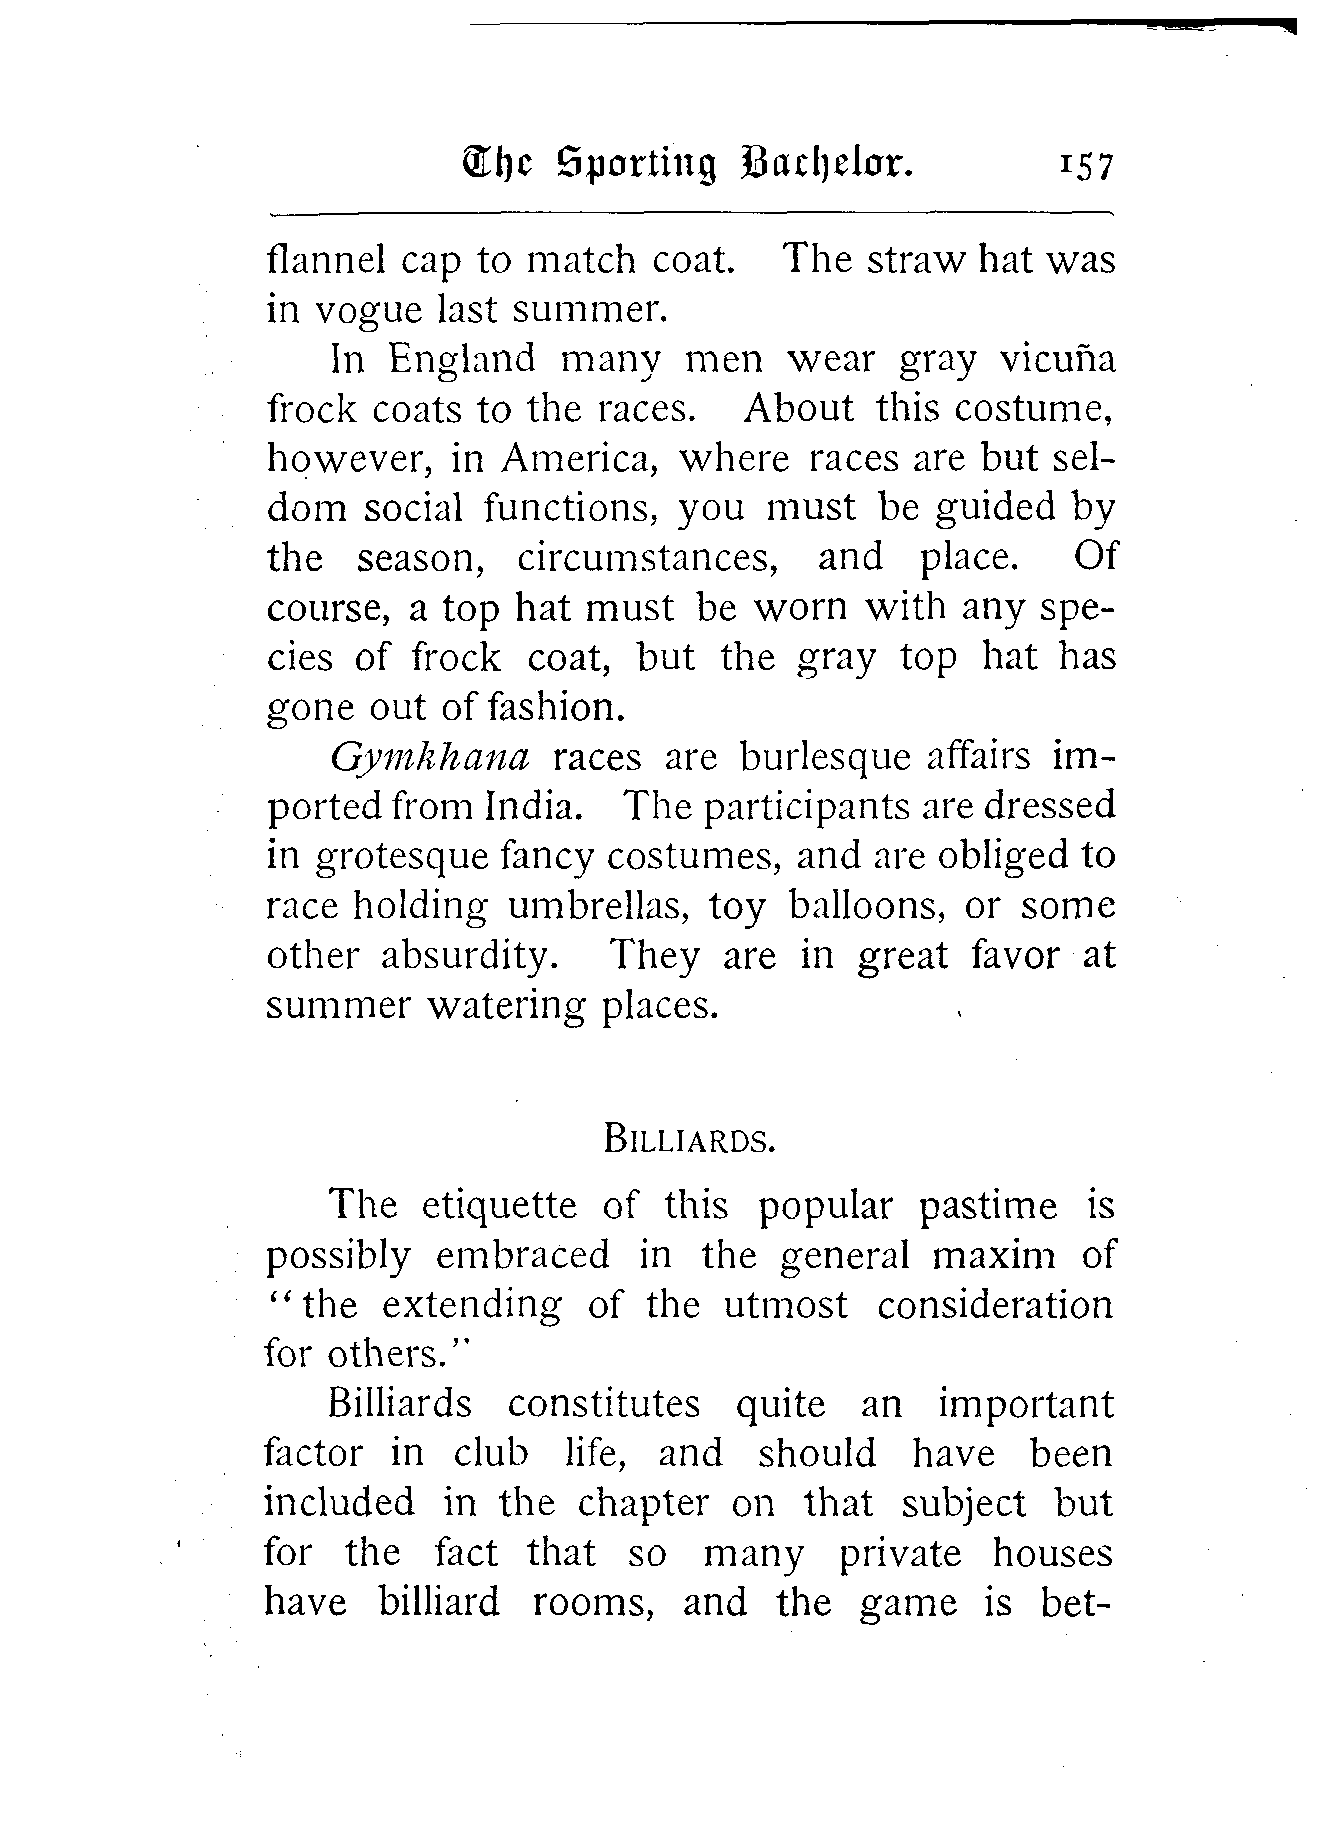 The Sporting Bachelor. 157
flannel cap to match coat. The straw hat was
in vogue last summer.
In England many men wear gray vicuña
frock coats to the races. About this costume,
however, in America, where races are but sel-
dom social functions, you must be guided by
the season, circumstances, and place. Of
course, a top hat must be worn with any spe-
cies of frock coat, but the gray top hat has
gone out of fashion.
Gymkhana races are burlesque affairs im-
ported from India. The participants are dressed
in grotesque fancy costumes, and are obliged to
race holding umbrellas, toy balloons, or some
other absurdity. They are in great favor at
summer watering places.
BILLIARDS.
The etiquette of this popular pastime is
possibly embraced in the general maxim of
“ the extending of the utmost consideration
for others.”
Billiards constitutes quite an important
factor in club life, and should have been
included in the chapter on that subject but
for the fact that so many private houses
have billiard rooms, and the game is bet-